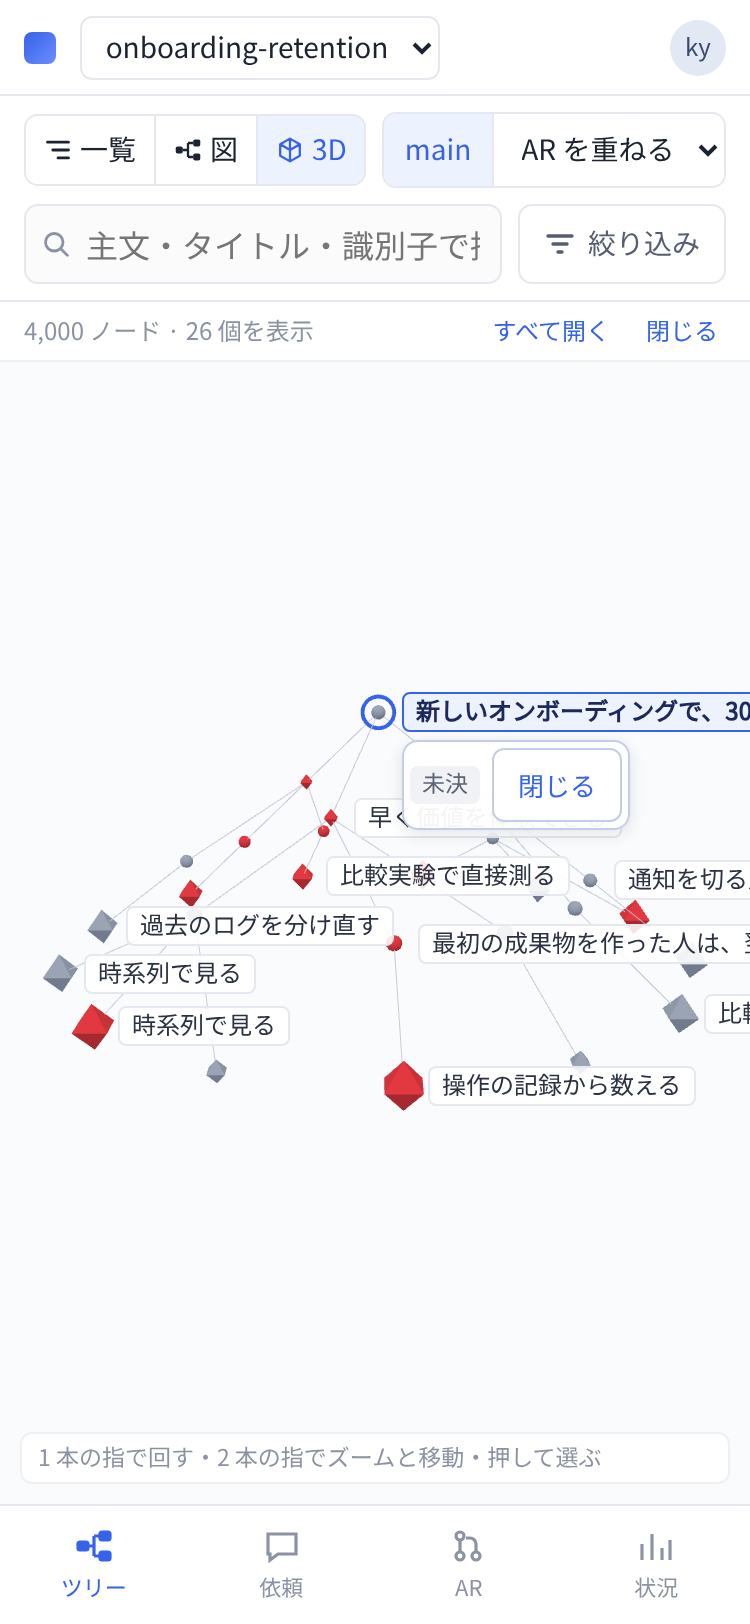 onboarding-retention
ky
一覧
図
3D
main
AR を重ねる
主文・タイトル・識別子で
絞り込み
4,000 ノード · 26 個を表示
すべて開く
閉じる
新しいオンボーディングで、30
未決
閉じる
早く価値を
比較実験で直接測る
通知を切る
過去のログを分け直す
最初の成果物を作った人は、
時系列で見る
時系列で見る
比
操作の記録から数える
1 本の指で回す・2 本の指でズームと移動・押して選ぶ
ツリー
依頼
AR
状況